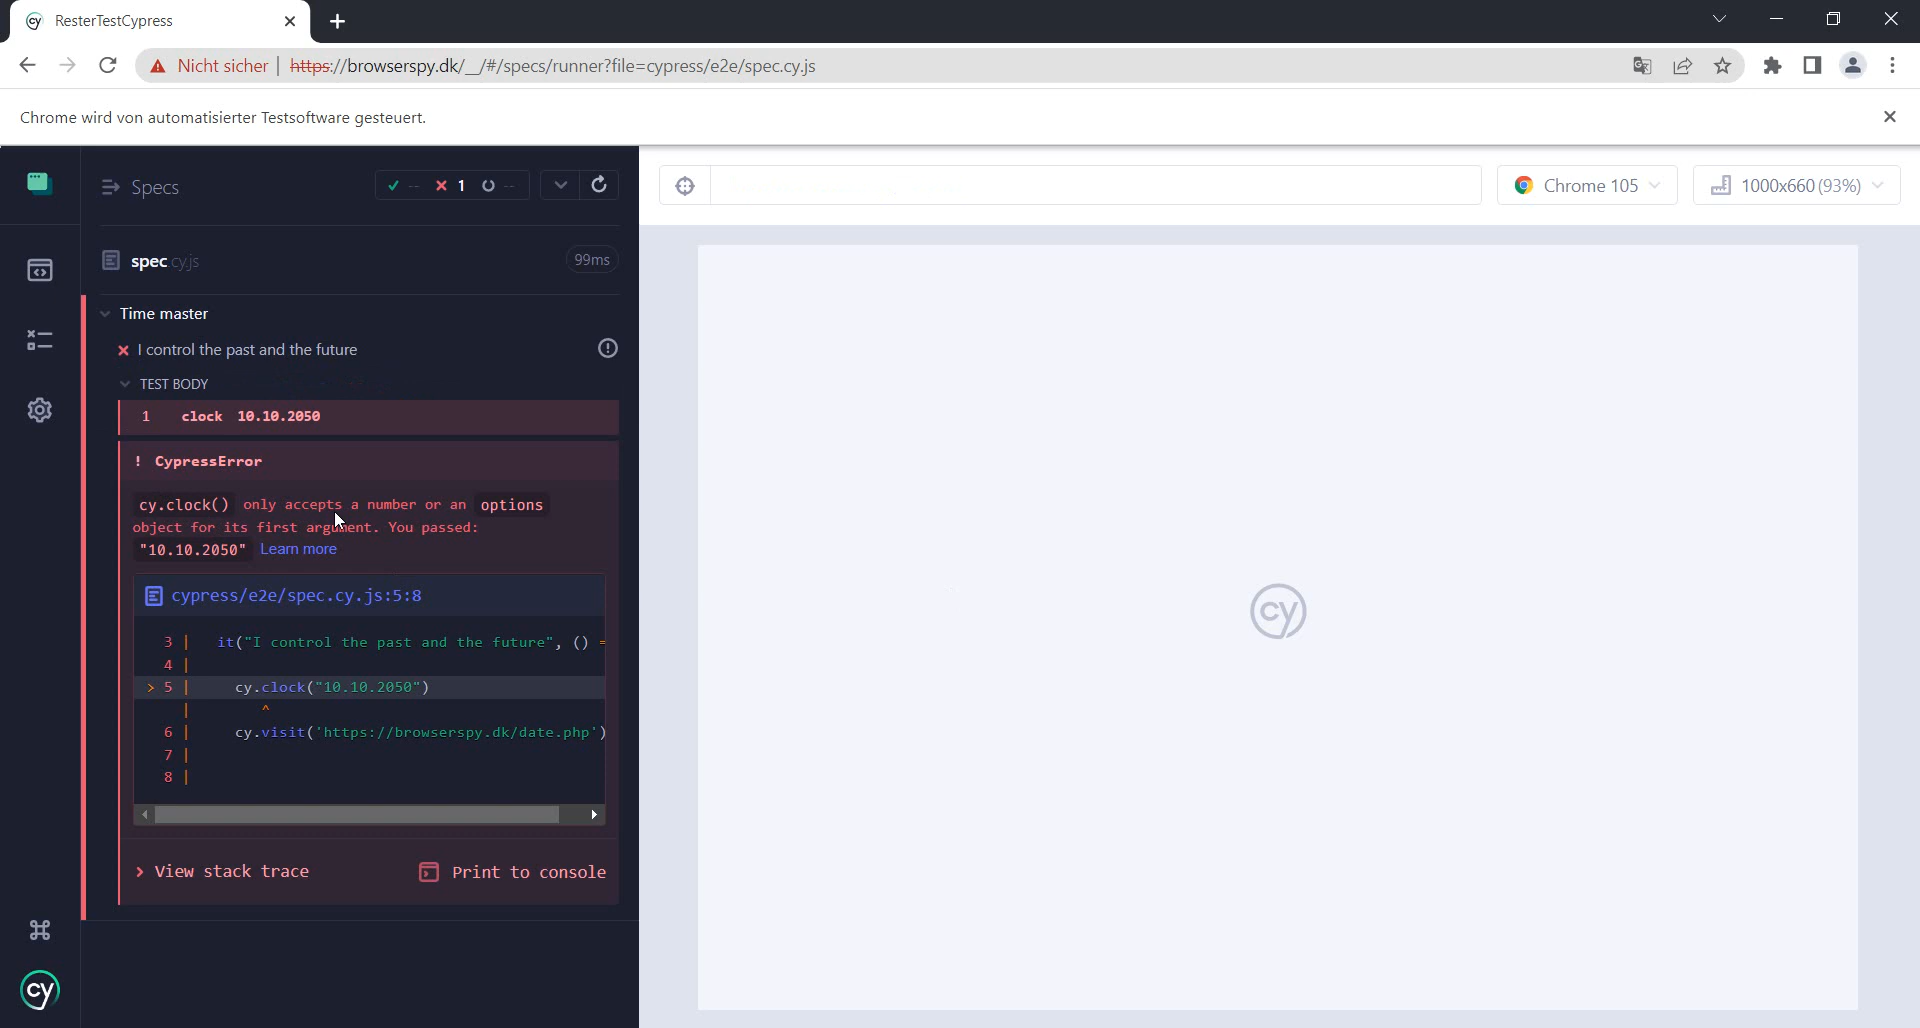 cy ResterTestCypress
Nicht sicher | https://browserspy.dk/__/#/specs/runner?file=cypress/e2e/spec.cy.js
Chrome wird von automatisierter Testsoftware gesteuert.
Specs
-- 1 --
Chrome 105
1000x660 (93%)
spec.cy.js
99ms
Time master
I control the past and the future
TEST BODY
1 clock 10.10.2050
! CypressError
cy.clock() only accepts a number or an options
object for its first argument. You passed:
"10.10.2050" Learn more
cypress/e2e/spec.cy.js:5:8
3 | it("I control the past and the future", () =
4 |
> 5 | cy.clock("10.10.2050")
| ^
6 | cy.visit('https://browserspy.dk/date.php')
7 |
8 |
> View stack trace
Print to console
cy
cy